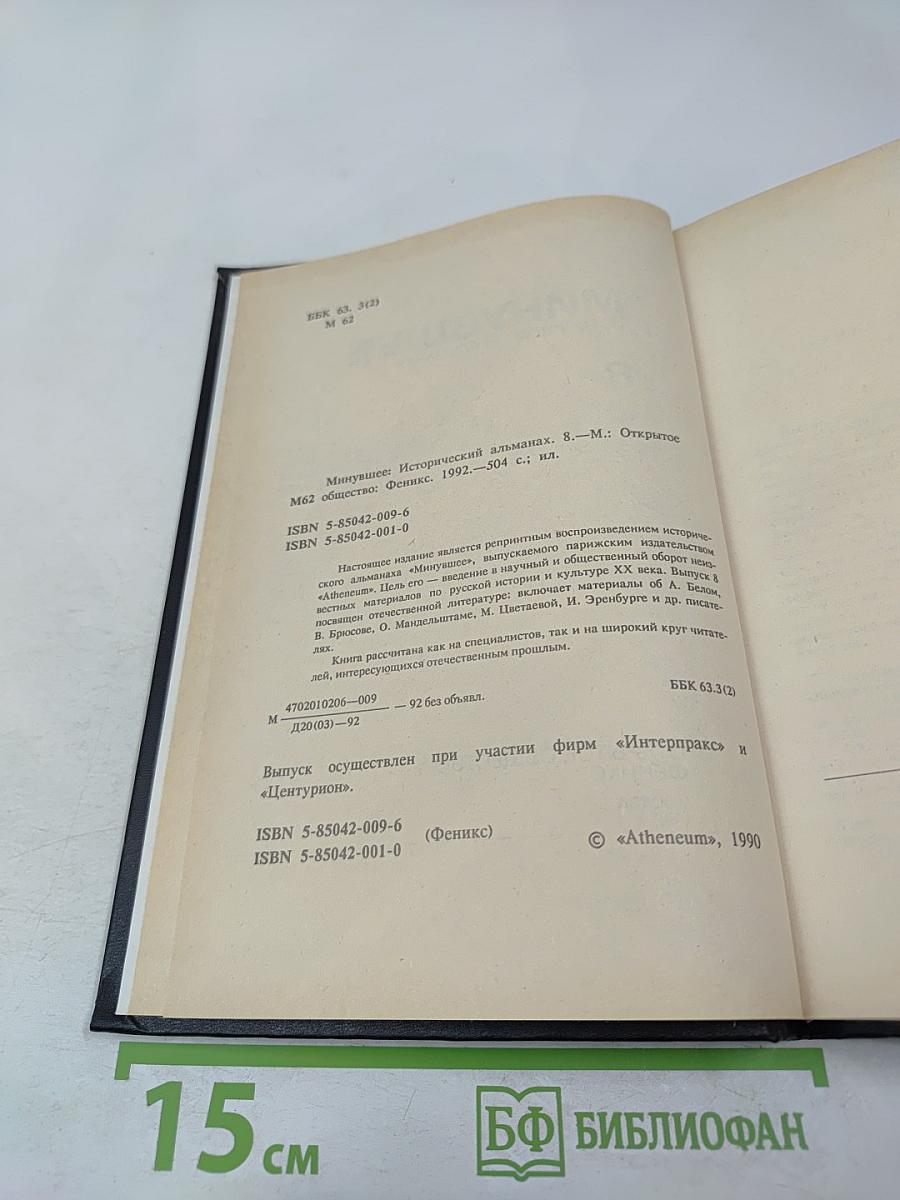 ББК 63. 3(2)
М 62
Минувшее: Исторический альманах. 8.—М.: Открытое
М62 общество: Феникс. 1992.—504 с.; ил.
ISBN 5-85042-009-6
ISBN 5-85042-001-0
Настоящее издание является репринтным воспроизведением историче-
ского альманаха «Минувшее», выпускаемого парижским издательством
«Atheneum». Цель его — введение в научный и общественный оборот неиз-
вестных материалов по русской истории и культуре XX века. Выпуск 8
посвящен отечественной литературе: включает материалы об А. Белом,
В. Брюсове, О. Мандельштаме, М. Цветаевой, И. Эренбурге и др. писате-
лях.
Книга рассчитана как на специалистов, так и на широкий круг читате-
лей, интересующихся отечественным прошлым.
М 4702010206—009
Д20(03)—92 — 92 без объявл.
ББК 63.3(2)
Выпуск осуществлен при участии фирм «Интерпракс» и
«Центурион».
ISBN 5-85042-009-6
ISBN 5-85042-001-0
(Феникс)
© «Atheneum», 1990
15 см
БФ БИБЛИОФАН